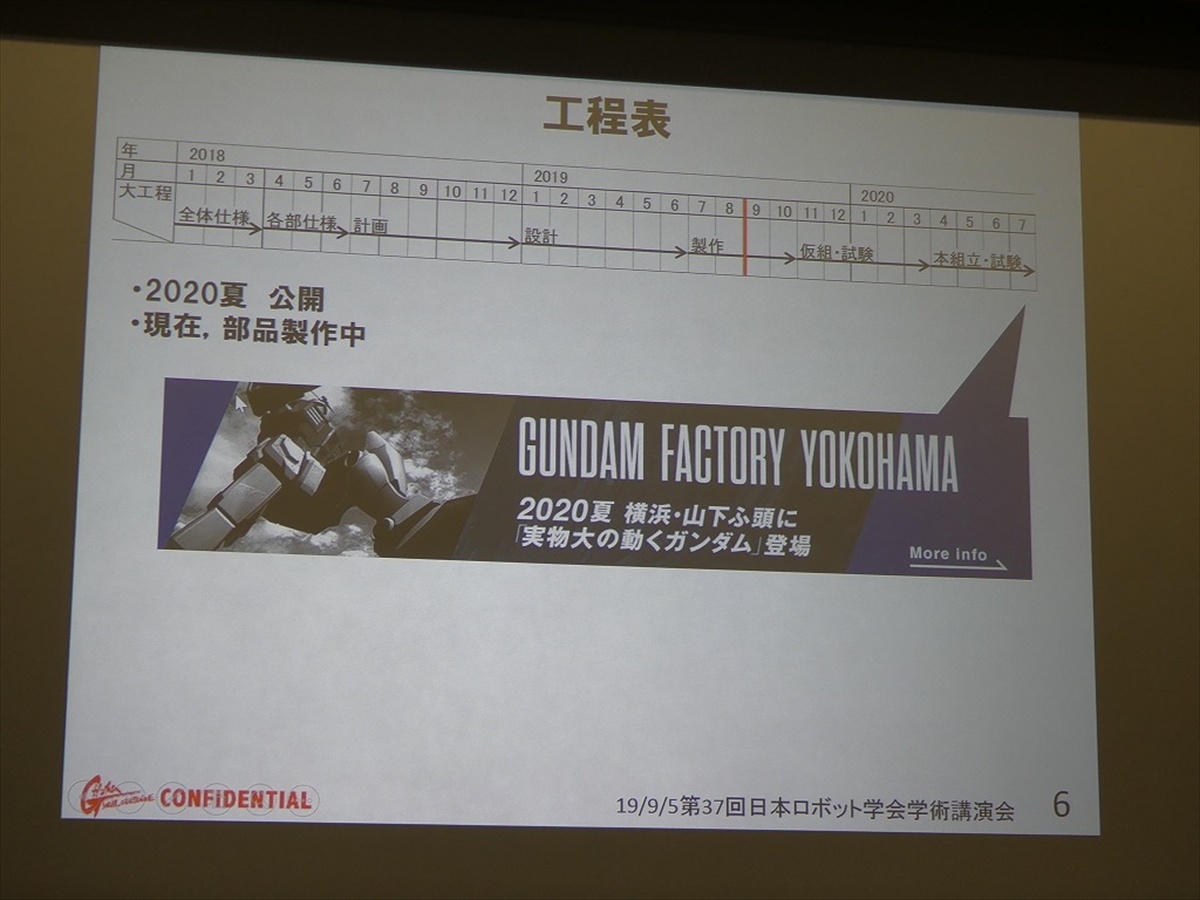 工程表
年 2018 2019 2020
月 1 2 3 4 5 6 7 8 9 10 11 12 1 2 3 4 5 6 7 8 9 10 11 12 1 2 3 4 5 6 7
大工程 全体仕様 各部仕様 計画 設計 製作 仮組・試験 本組立・試験
・2020夏 公開
・現在，部品製作中
GUNDAM FACTORY YOKOHAMA
2020夏 横浜・山下ふ頭に
「実物大の動くガンダム」登場
More info
CONFIDENTIAL
19/9/5第37回日本ロボット学会学術講演会 6